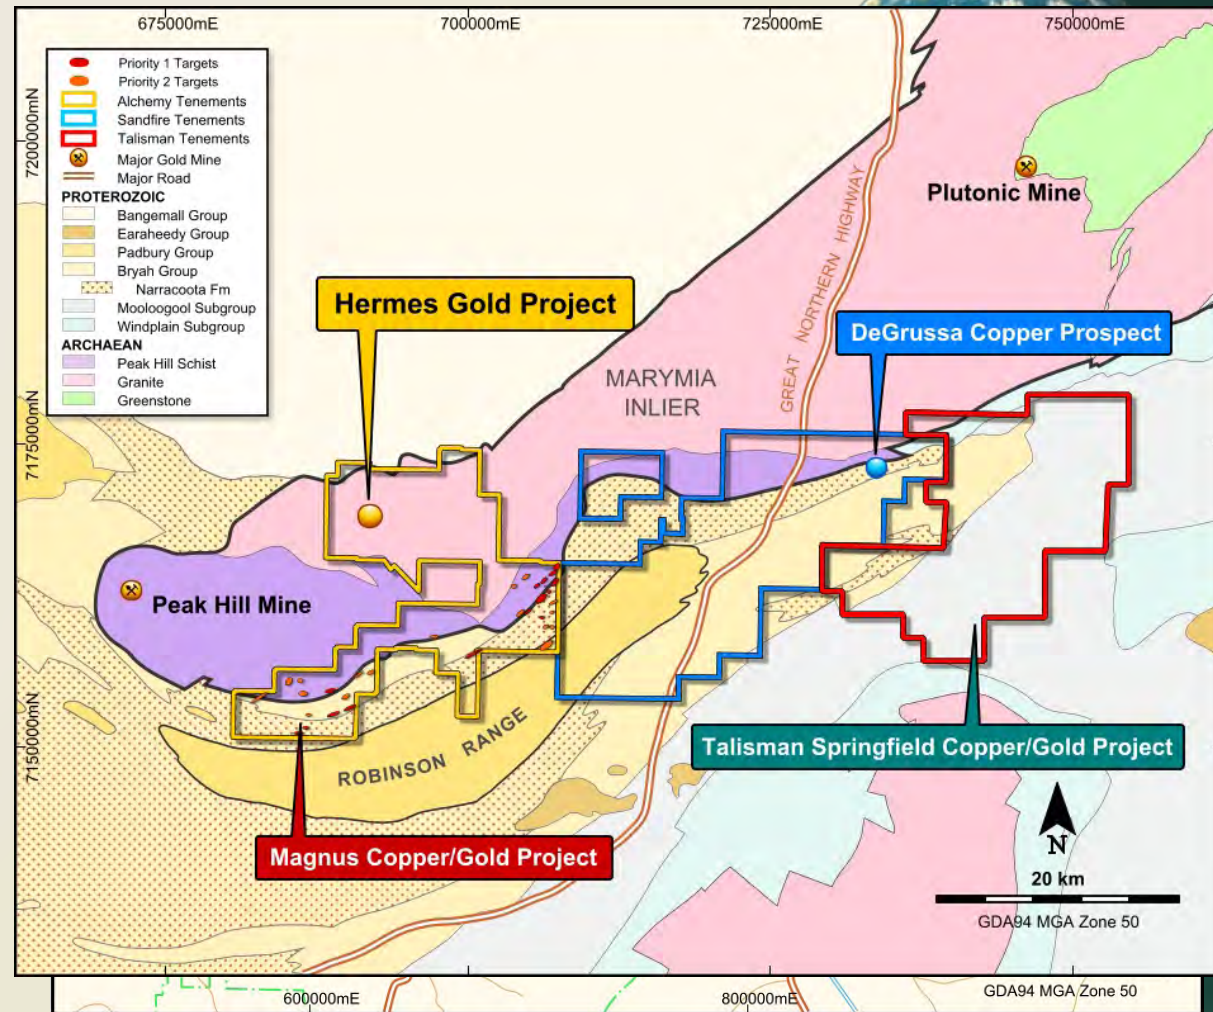 675000mE
700000mE
725000mE
750000mE
7200000mN
7175000mN
7150000mN
Priority 1 Targets
Priority 2 Targets
Alchemy Tenements
Sandfire Tenements
Talisman Tenements
Major Gold Mine
Major Road
PROTEROZOIC
Bangemall Group
Earaheedy Group
Padbury Group
Bryah Group
Narracoota Fm
Mooloogool Subgroup
Windplain Subgroup
ARCHAEAN
Peak Hill Schist
Granite
Greenstone
Plutonic Mine
GREAT NORTHERN HIGHWAY
Hermes Gold Project
DeGrussa Copper Prospect
MARYMIA
INLIER
Peak Hill Mine
ROBINSON RANGE
Talisman Springfield Copper/Gold Project
Magnus Copper/Gold Project
N
20 km
GDA94 MGA Zone 50
600000mE
800000mE
GDA94 MGA Zone 50